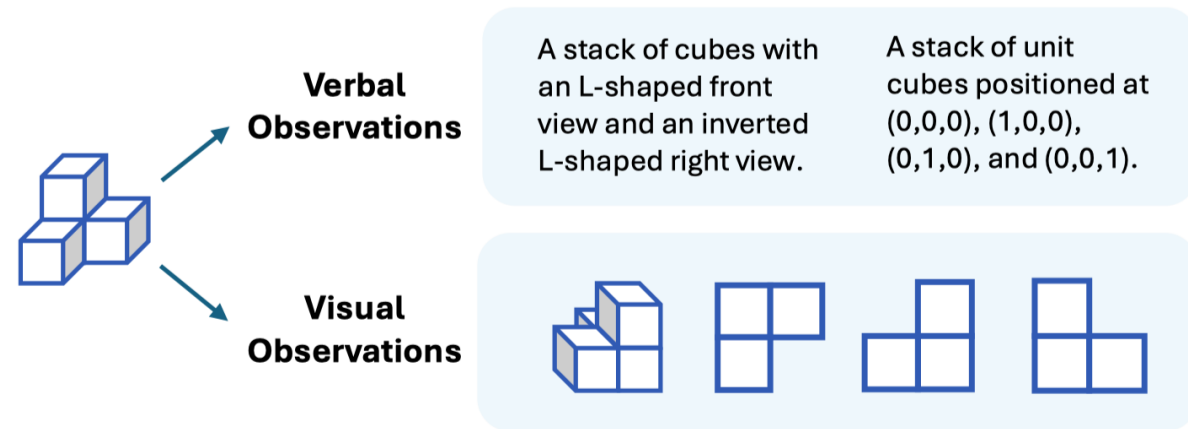 Verbal
Observations
A stack of cubes with
an L-shaped front
view and an inverted
L-shaped right view.
A stack of unit
cubes positioned at
(0,0,0), (1,0,0),
(0,1,0), and (0,0,1).
Visual
Observations